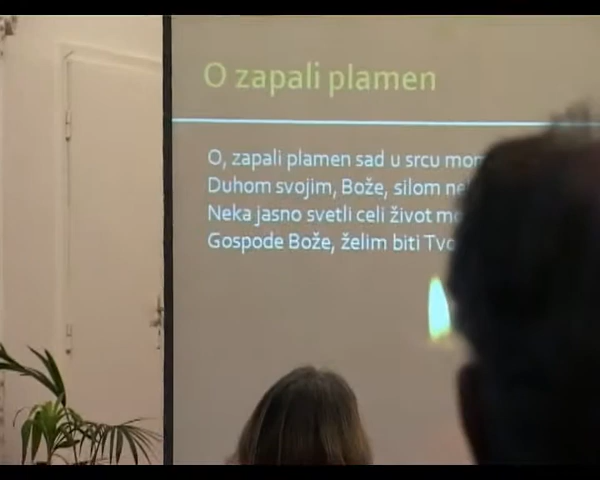 O zapali plamen
O, zapali plamen sad u srcu mom
Duhom svojim, Bože, silom
Neka jasno svetli celi život
Gospode Bože, želim biti